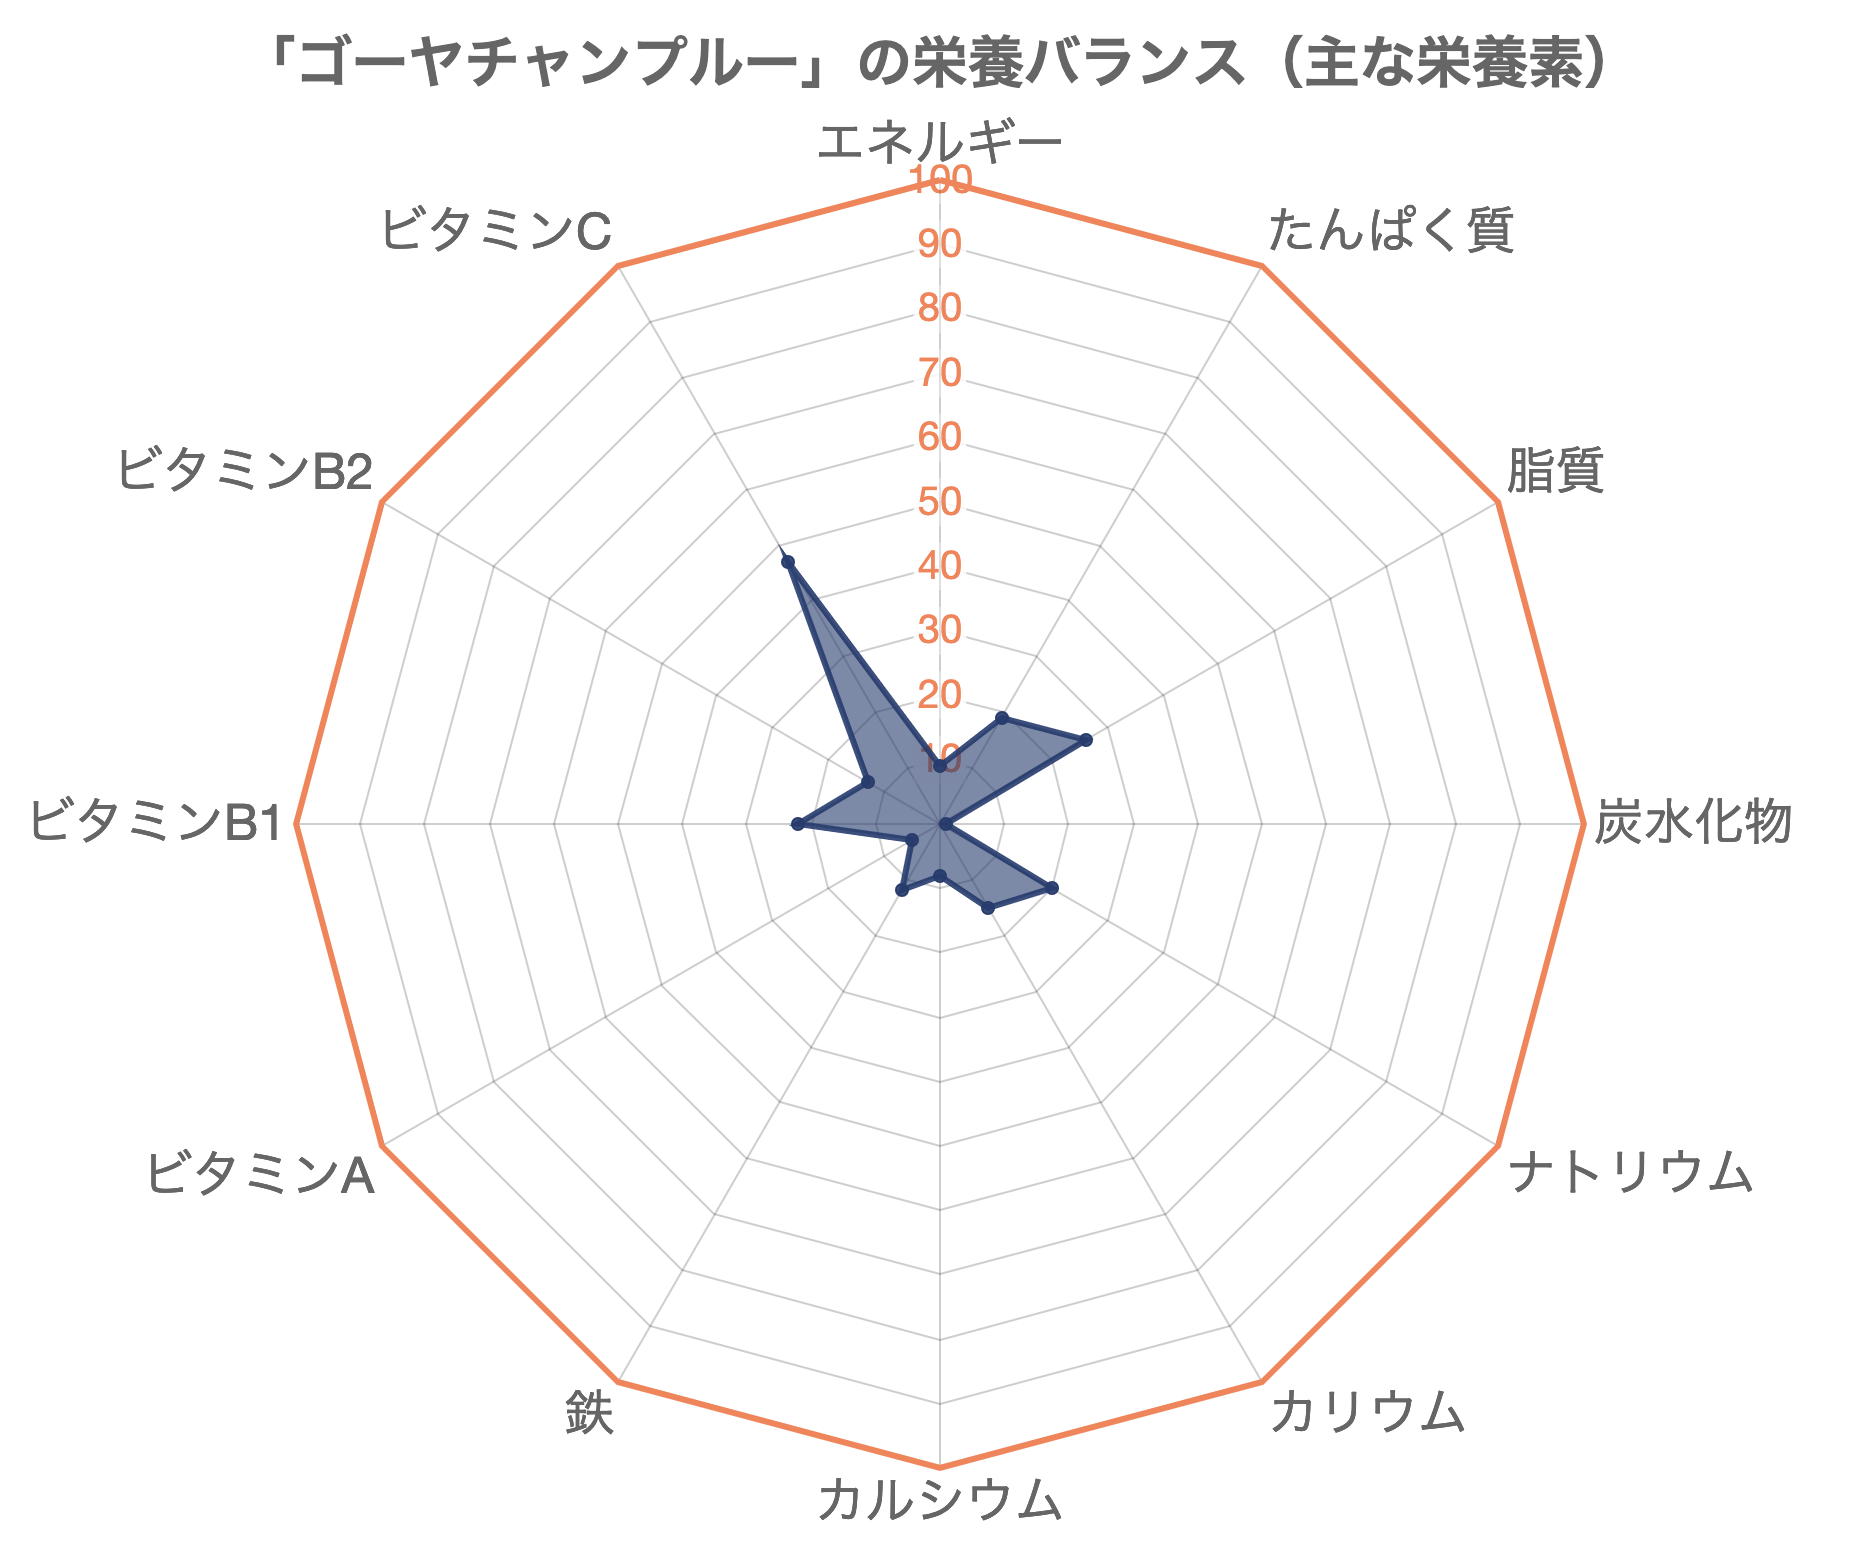 「ゴーヤチャンプルー」の栄養バランス（主な栄養素）
エネルギー
100
90
80
70
60
50
40
30
20
10
たんぱく質
脂質
炭水化物
ナトリウム
カリウム
カルシウム
鉄
ビタミンA
ビタミンB1
ビタミンB2
ビタミンC